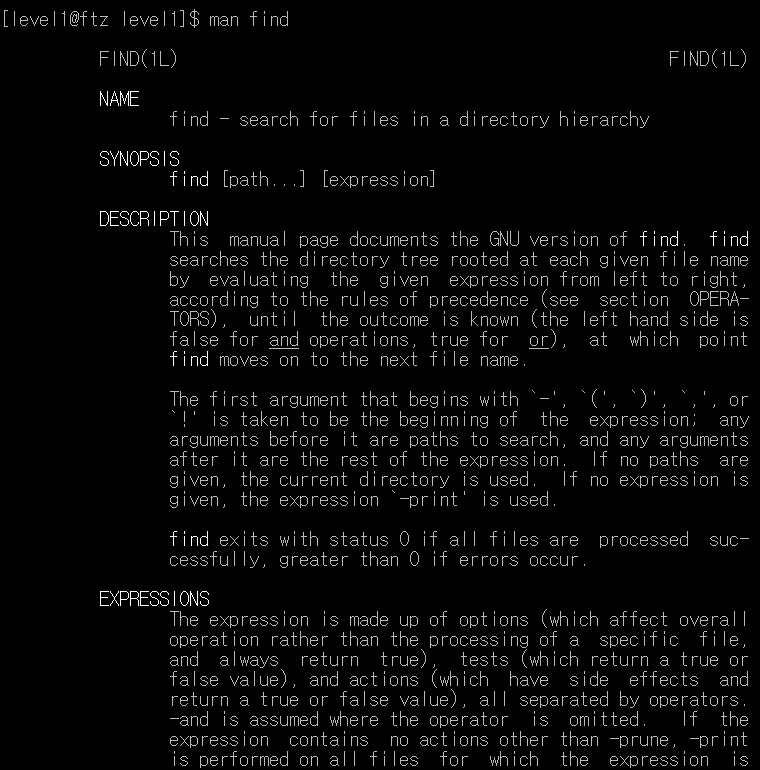 [level1@ftz level1]$ man find
FIND(1L) FIND(1L)
NAME
find - search for files in a directory hierarchy
SYNOPSIS
find [path...] [expression]
DESCRIPTION
This manual page documents the GNU version of find. find
searches the directory tree rooted at each given file name
by evaluating the given expression from left to right,
according to the rules of precedence (see section OPERA-
TORS), until the outcome is known (the left hand side is
false for and operations, true for or), at which point
find moves on to the next file name.
The first argument that begins with `-', `(', `)', `,', or
`!' is taken to be the beginning of the expression; any
arguments before it are paths to search, and any arguments
after it are the rest of the expression. If no paths are
given, the current directory is used. If no expression is
given, the expression `-print' is used.
find exits with status 0 if all files are processed suc-
cessfully, greater than 0 if errors occur.
EXPRESSIONS
The expression is made up of options (which affect overall
operation rather than the processing of a specific file,
and always return true), tests (which return a true or
false value), and actions (which have side effects and
return a true or false value), all separated by operators.
-and is assumed where the operator is omitted. If the
expression contains no actions other than -prune, -print
is performed on all files for which the expression is